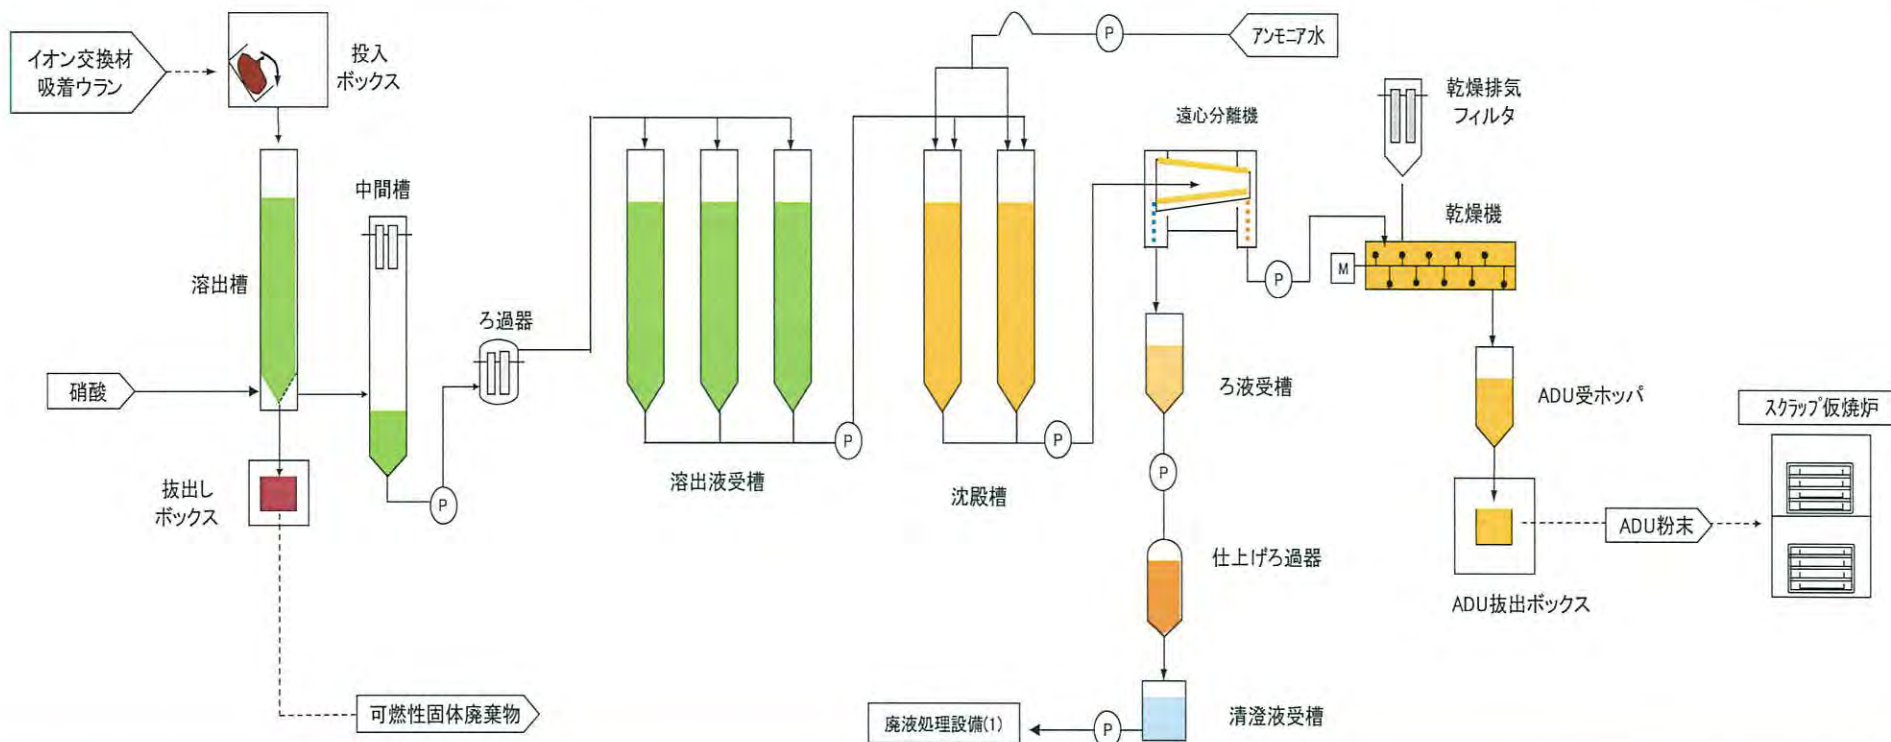 イオン交換材
吸着ウラン
投入
ボックス
溶出槽
硝酸
抜出し
ボックス
可燃性固体廃棄物
中間槽
P
ろ過器
溶出液受槽
P
アンモニア水
P
沈殿槽
P
遠心分離機
P
ろ液受槽
P
仕上げろ過器
清澄液受槽
P
廃液処理設備(1)
乾燥排気
フィルタ
乾燥機
M
ADU受ホッパ
ADU抜出ボックス
ADU粉末
スクラップ仮焼炉